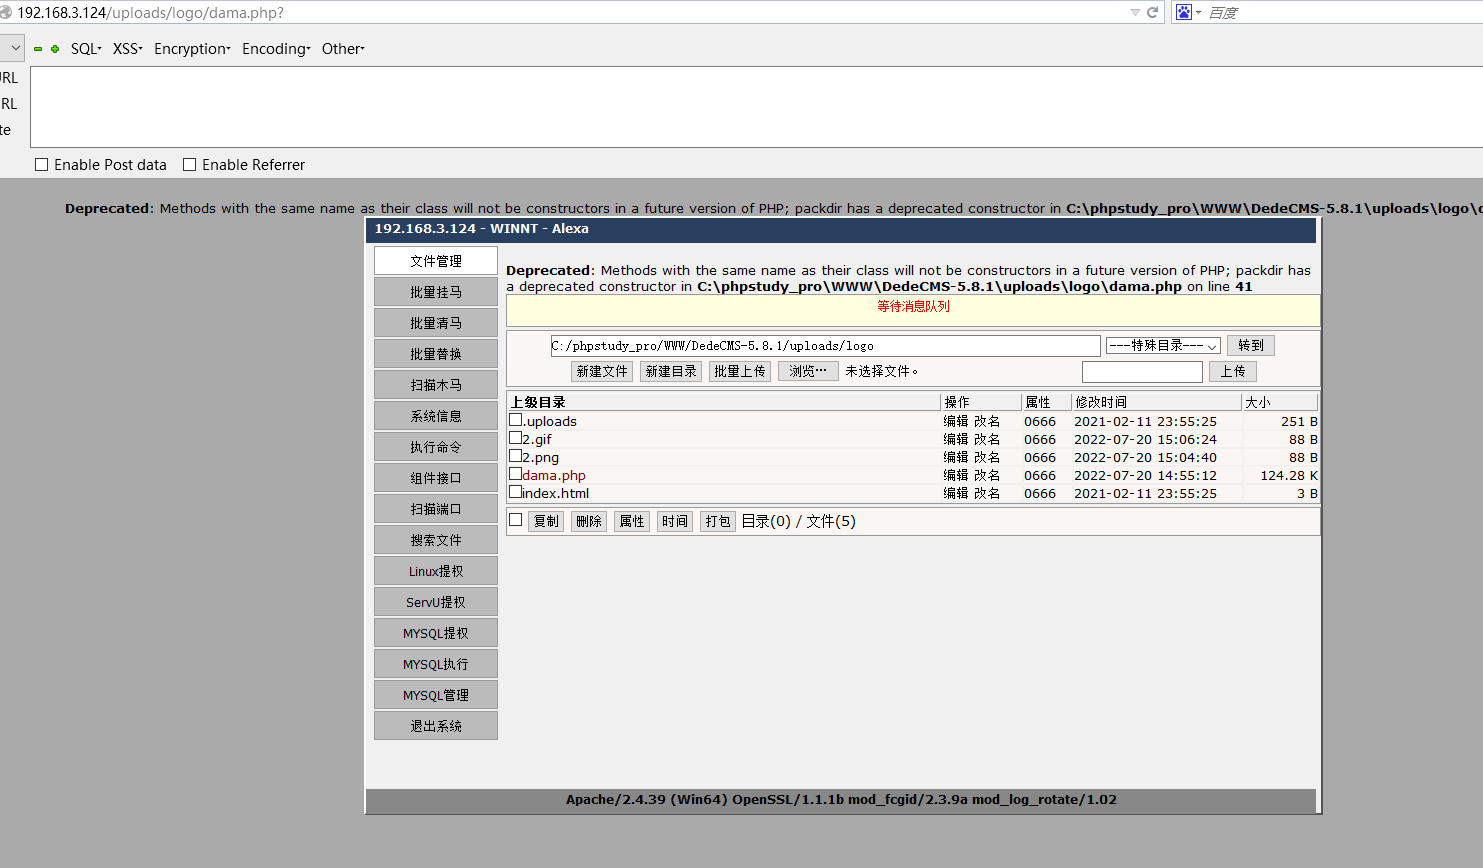 192.168.3.124/uploads/logo/dama.php?
百度
SQL XSS Encryption Encoding Other
URL
RL
te
Enable Post data Enable Referrer
Deprecated: Methods with the same name as their class will not be constructors in a future version of PHP; packdir has a deprecated constructor in C:\phpstudy_pro\WWW\DedeCMS-5.8.1\uploads\logo\d
192.168.3.124 - WINNT - Alexa
文件管理
批量挂马
批量清马
批量替换
扫描木马
系统信息
执行命令
组件接口
扫描端口
搜索文件
Linux提权
ServU提权
MYSQL提权
MYSQL执行
MYSQL管理
退出系统
Deprecated: Methods with the same name as their class will not be constructors in a future version of PHP; packdir has
a deprecated constructor in C:\phpstudy_pro\WWW\DedeCMS-5.8.1\uploads\logo\dama.php on line 41
等待消息队列
C:/phpstudy_pro/WWW/DedeCMS-5.8.1/uploads/logo ---特殊目录--- 转到
新建文件 新建目录 批量上传 浏览… 未选择文件。 上传
上级目录 操作 属性 修改时间 大小
.uploads 编辑 改名 0666 2021-02-11 23:55:25 251 B
2.gif 编辑 改名 0666 2022-07-20 15:06:24 88 B
2.png 编辑 改名 0666 2022-07-20 15:04:40 88 B
dama.php 编辑 改名 0666 2022-07-20 14:55:12 124.28 K
index.html 编辑 改名 0666 2021-02-11 23:55:25 3 B
复制 删除 属性 时间 打包 目录(0) / 文件(5)
Apache/2.4.39 (Win64) OpenSSL/1.1.1b mod_fcgid/2.3.9a mod_log_rotate/1.02